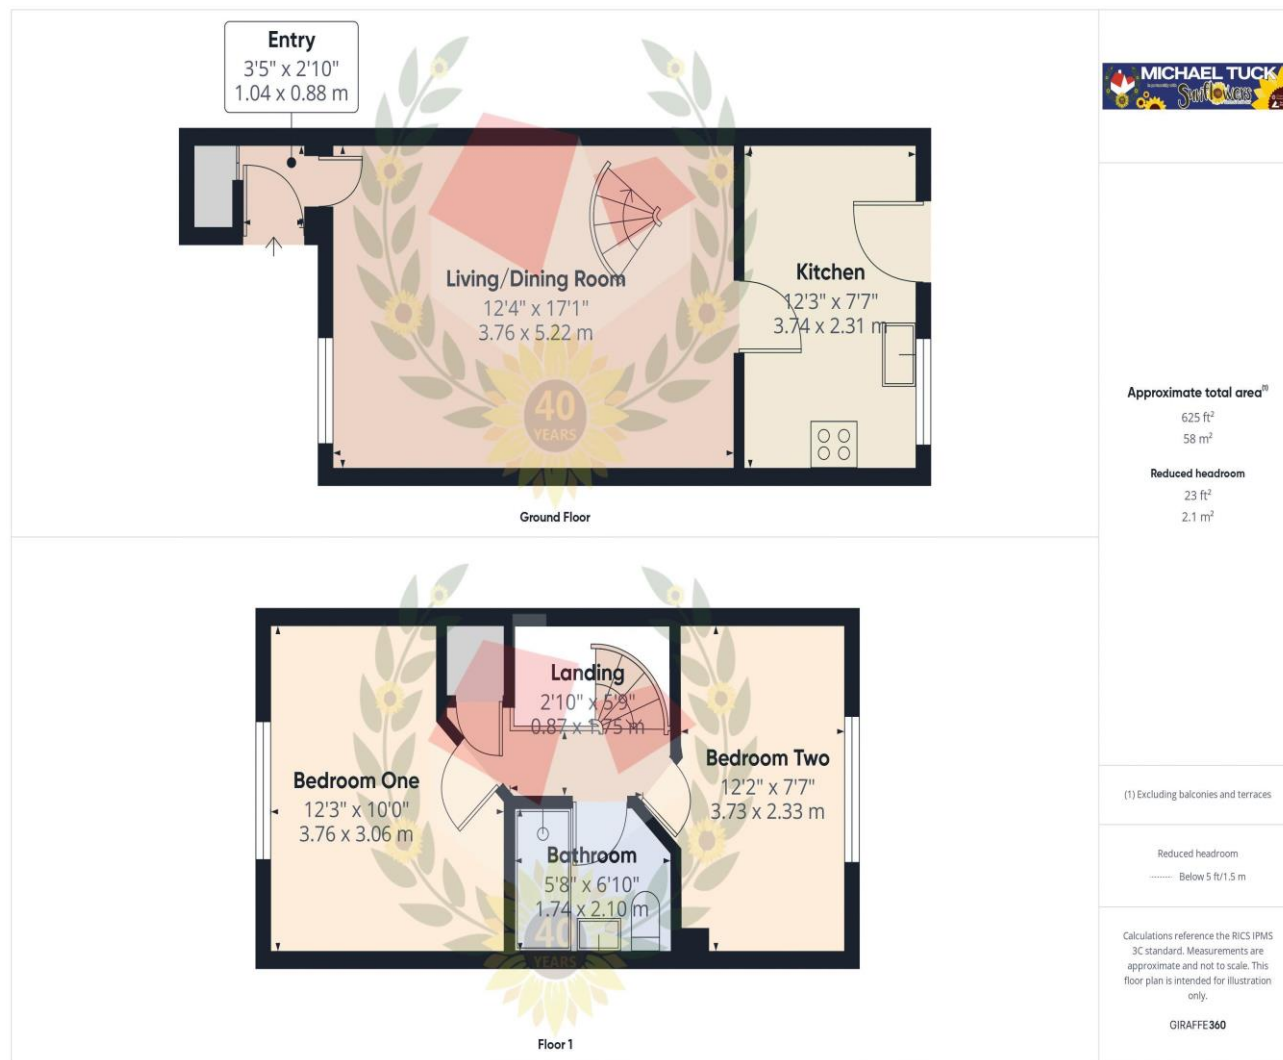 Entry
3'5" x 2'10"
1.04 x 0.88 m
Living/Dining Room
12'4" x 17'1"
3.76 x 5.22 m
Kitchen
12'3" x 7'7"
3.74 x 2.31 m
40
YEARS
Ground Floor
Landing
2'10" x 5'9"
0.87 x 1.75 m
Bedroom One
12'3" x 10'0"
3.76 x 3.06 m
Bedroom Two
12'2" x 7'7"
3.73 x 2.33 m
Bathroom
5'8" x 6'10"
1.74 x 2.10 m
40
YEARS
Floor 1
MICHAEL TUCK
Sunflowers
Approximate total area(1)
625 ft²
58 m²
Reduced headroom
23 ft²
2.1 m²
(1) Excluding balconies and terraces
Reduced headroom
Below 5 ft/1.5 m
Calculations reference the RICS IPMS
3C standard. Measurements are
approximate and not to scale. This
floor plan is intended for illustration
only.
GIRAFFE360